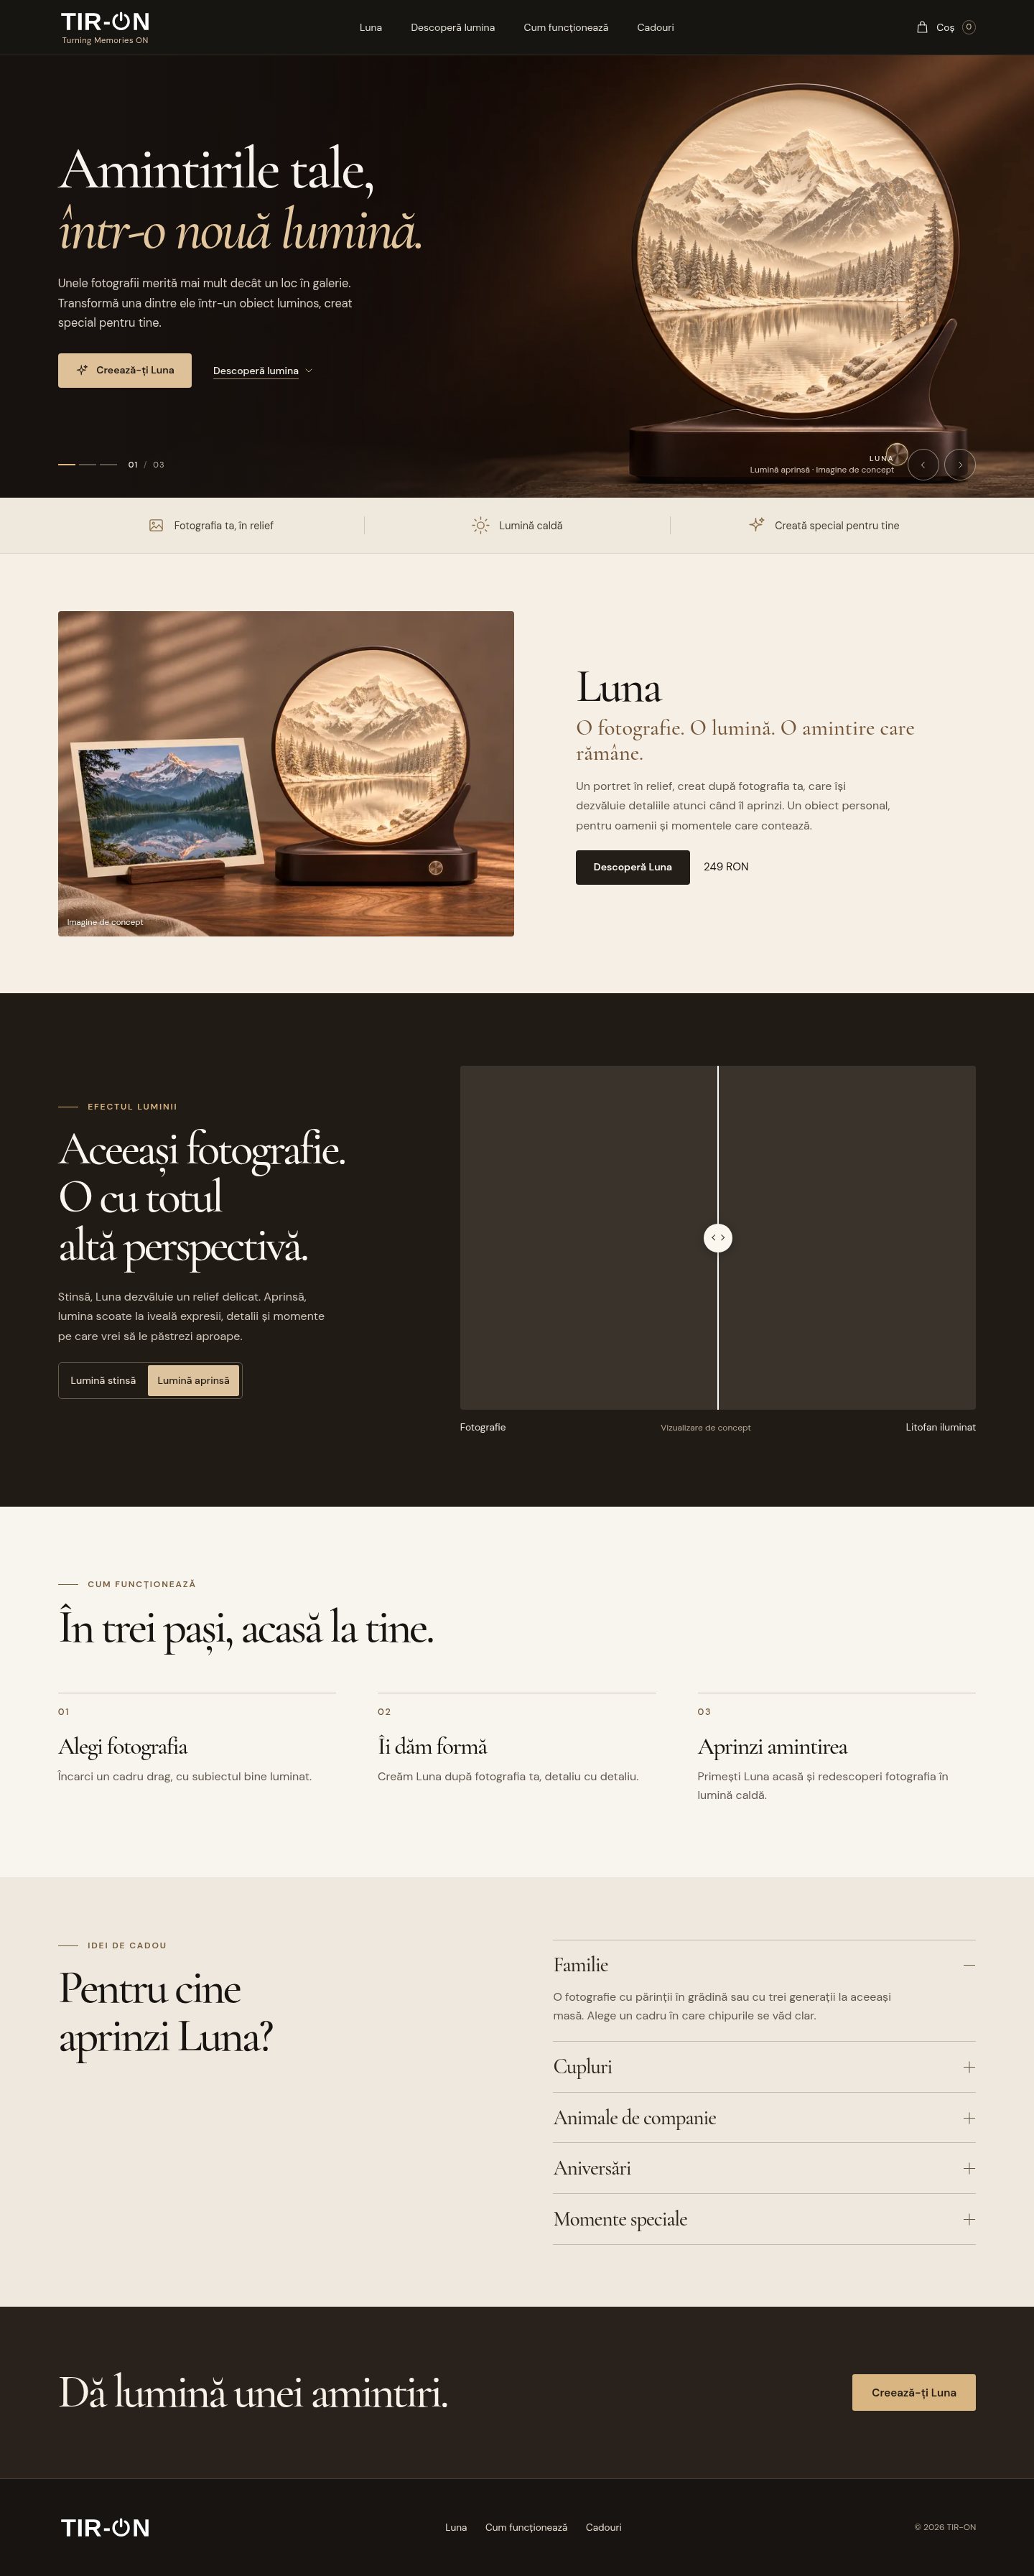 TIR-ON
Turning Memories ON
Luna
Descoperă lumina
Cum funcționează
Cadouri
Coș
0
Amintirile tale,
într-o nouă lumină.
Unele fotografii merită mai mult decât un loc în galerie.
Transformă una dintre ele într-un obiect luminos, creat
special pentru tine.
Creează-ți Luna
Descoperă lumina
01 / 03
LUNA
Lumină aprinsă · Imagine de concept
Fotografia ta, în relief
Lumină caldă
Creată special pentru tine
Imagine de concept
Luna
O fotografie. O lumină. O amintire care
rămâne.
Un portret în relief, creat după fotografia ta, care își
dezvăluie detaliile atunci când îl aprinzi. Un obiect personal,
pentru oamenii și momentele care contează.
Descoperă Luna
249 RON
EFECTUL LUMINII
Aceeași fotografie.
O cu totul
altă perspectivă.
Stinsă, Luna dezvăluie un relief delicat. Aprinsă,
lumina scoate la iveală expresii, detalii și momente
pe care vrei să le păstrezi aproape.
Lumină stinsă
Lumină aprinsă
Fotografie
Vizualizare de concept
Litofan iluminat
CUM FUNCȚIONEAZĂ
În trei pași, acasă la tine.
01
Alegi fotografia
Încarci un cadru drag, cu subiectul bine luminat.
02
Îi dăm formă
Creăm Luna după fotografia ta, detaliu cu detaliu.
03
Aprinzi amintirea
Primești Luna acasă și redescoperi fotografia în
lumină caldă.
IDEI DE CADOU
Pentru cine
aprinzi Luna?
Familie
O fotografie cu părinții în grădină sau cu trei generații la aceeași
masă. Alege un cadru în care chipurile se văd clar.
Cupluri
Animale de companie
Aniversări
Momente speciale
Dă lumină unei amintiri.
Creează-ți Luna
TIR-ON
Luna
Cum funcționează
Cadouri
© 2026 TIR-ON